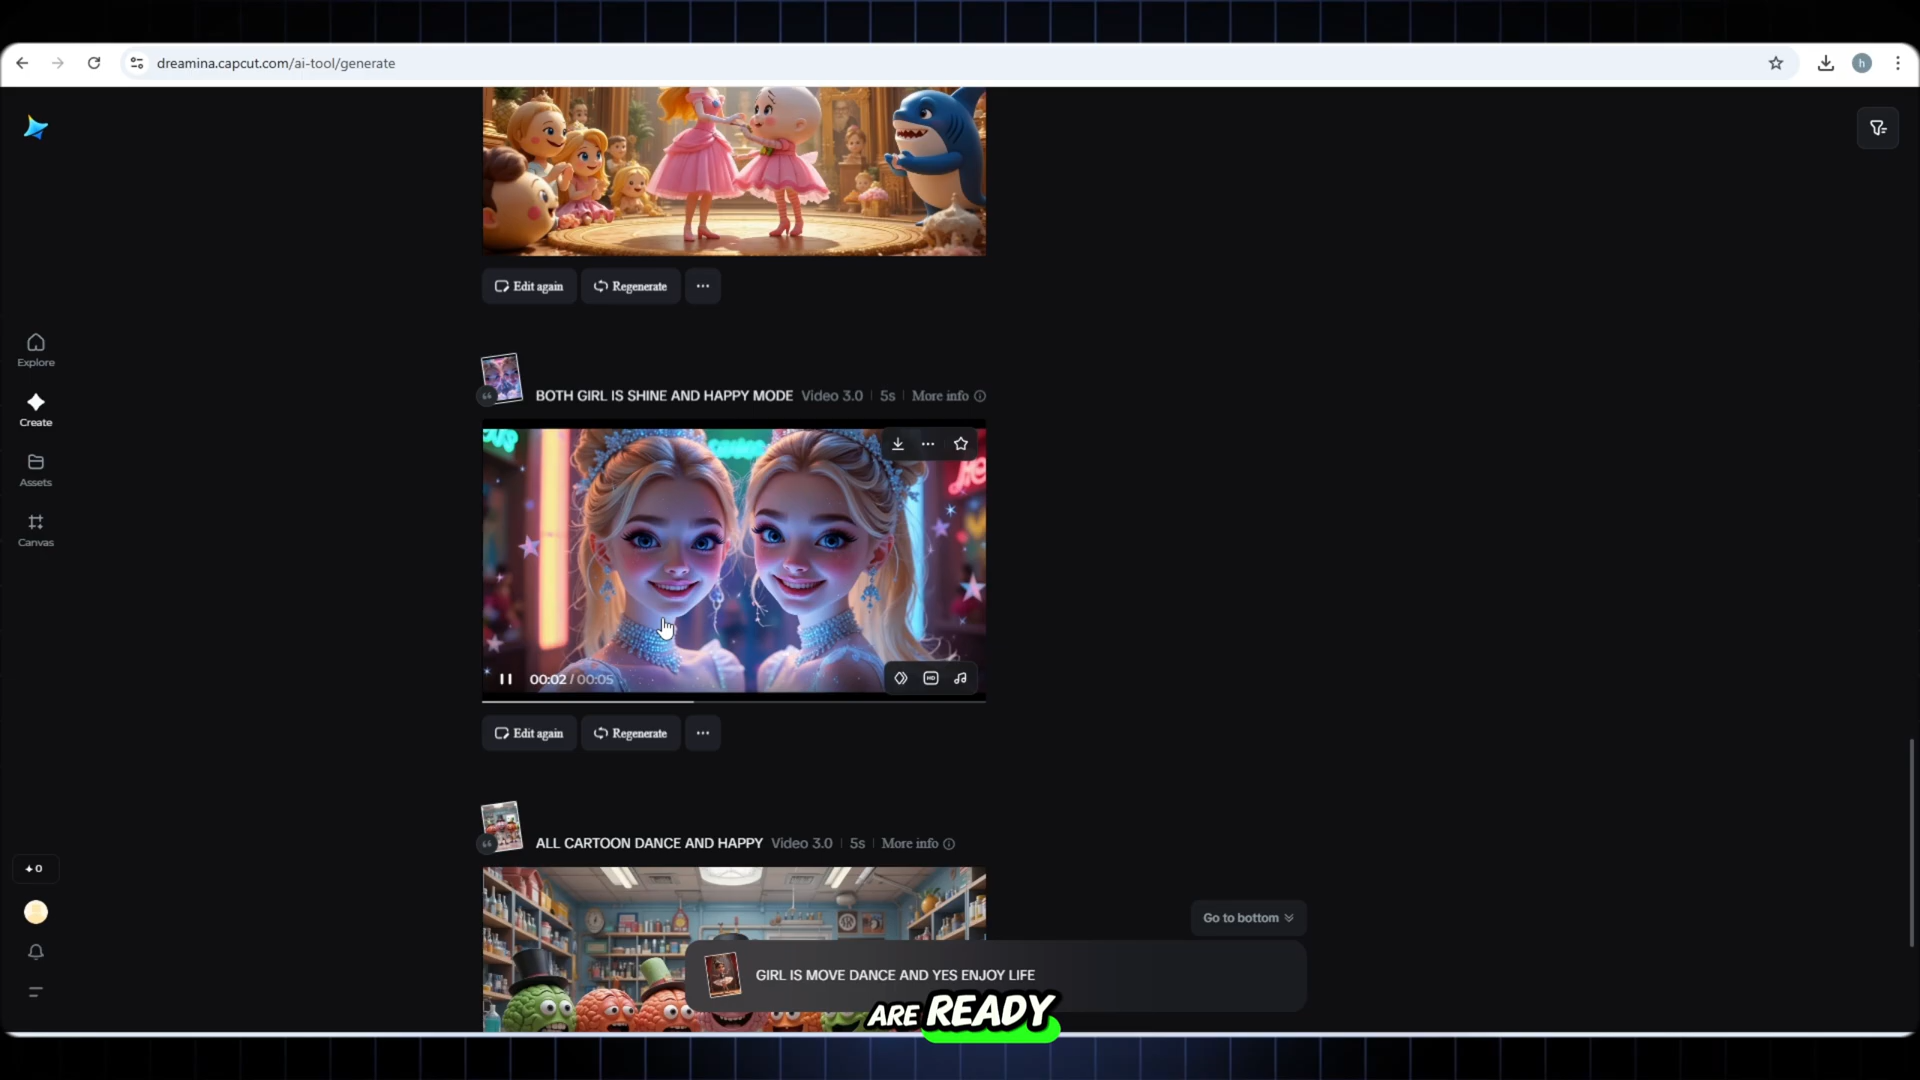 dreamina.capcut.com/ai-tool/generate
h
Edit again
Regenerate
Explore
BOTH GIRL IS SHINE AND HAPPY MODE Video 3.0 | 5s | More info
Create
Assets
Canvas
00:02 / 00:05
HD
Edit again
Regenerate
ALL CARTOON DANCE AND HAPPY Video 3.0 | 5s | More info
0
Go to bottom
GIRL IS MOVE DANCE AND YES ENJOY LIFE
ARE READY